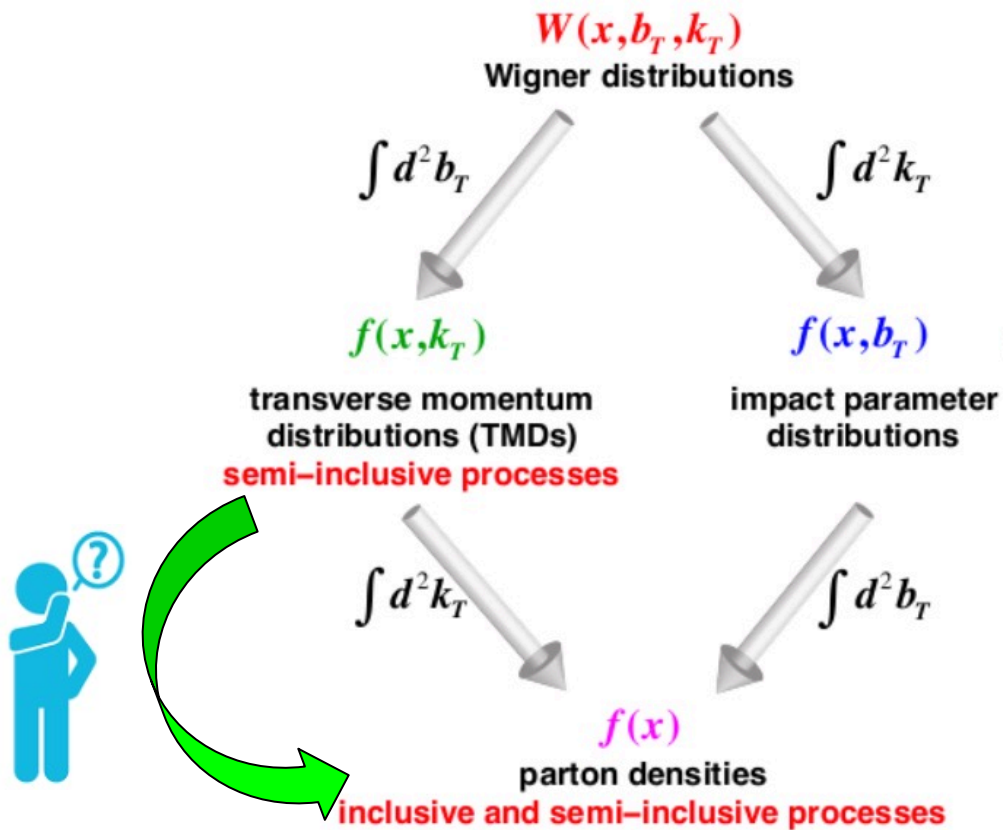 W(x,b_T,k_T)
Wigner distributions
∫ d²b_T
∫ d²k_T
f(x,k_T)
f(x,b_T)
transverse momentum
distributions (TMDs)
semi–inclusive processes
impact parameter
distributions
?
∫ d²k_T
∫ d²b_T
f(x)
parton densities
inclusive and semi–inclusive processes